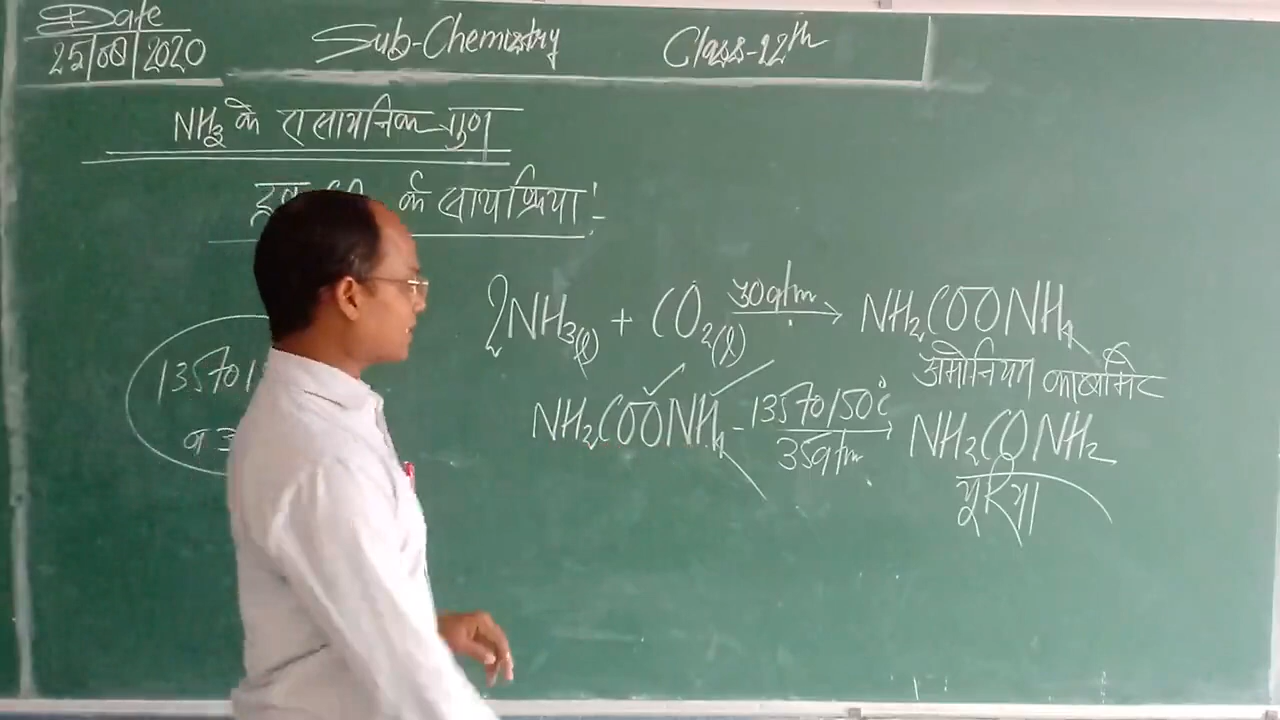 Date
25/08/2020
Sub-Chemistry
Class-12th
NH₃ के रासायनिक गुण
के साथ क्रिया:-
2NH₃(l) + CO₂(l) 30atm → NH₂COONH₄
अमोनियम कार्बामेट
NH₂COONH₄ - 135 से 150°c 35atm → NH₂CONH₂
यूरिया